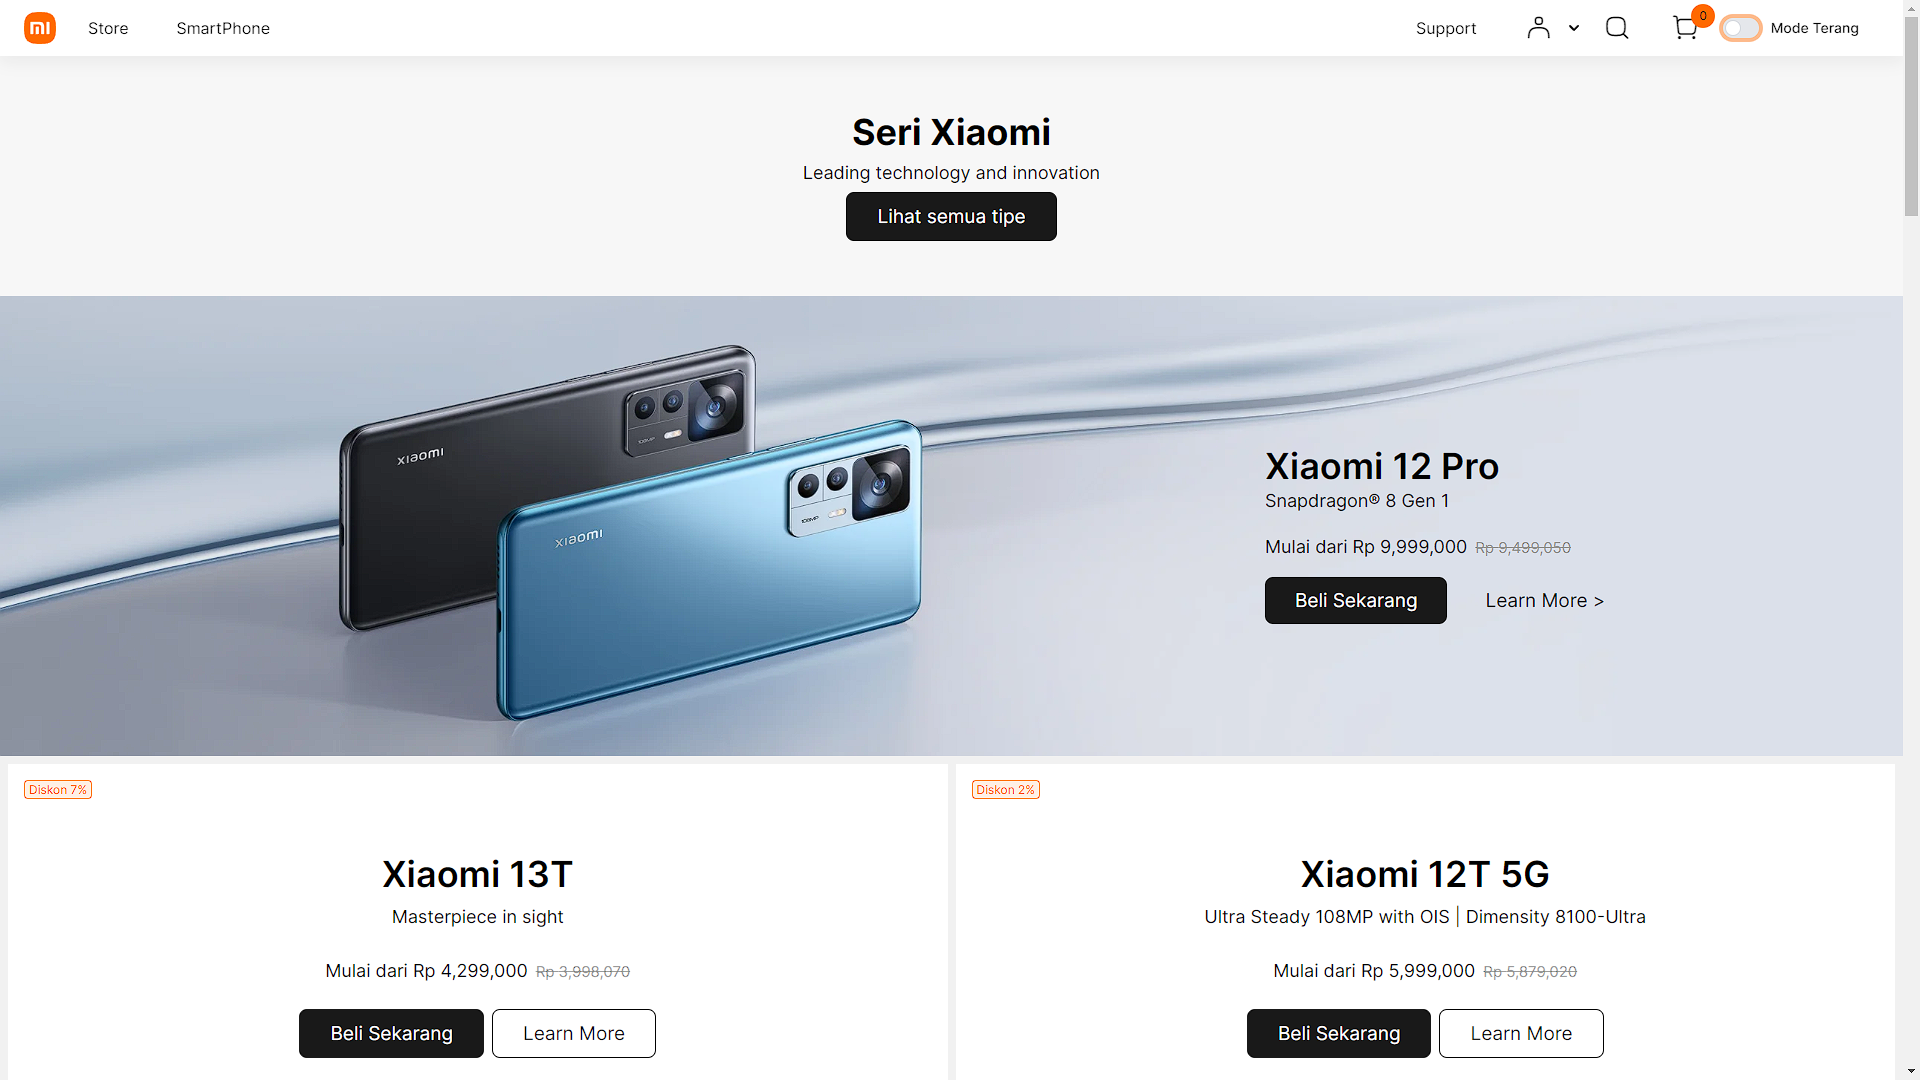 Store
SmartPhone
Support
0
Mode Terang
Seri Xiaomi
Leading technology and innovation
Lihat semua tipe
xiaomi
108MP
xiaomi
108MP
Xiaomi 12 Pro
Snapdragon® 8 Gen 1
Mulai dari Rp 9,999,000 Rp 9,499,050
Beli Sekarang
Learn More >
Diskon 7%
Xiaomi 13T
Masterpiece in sight
Mulai dari Rp 4,299,000 Rp 3,998,070
Beli Sekarang
Learn More
Diskon 2%
Xiaomi 12T 5G
Ultra Steady 108MP with OIS | Dimensity 8100-Ultra
Mulai dari Rp 5,999,000 Rp 5,879,020
Beli Sekarang
Learn More